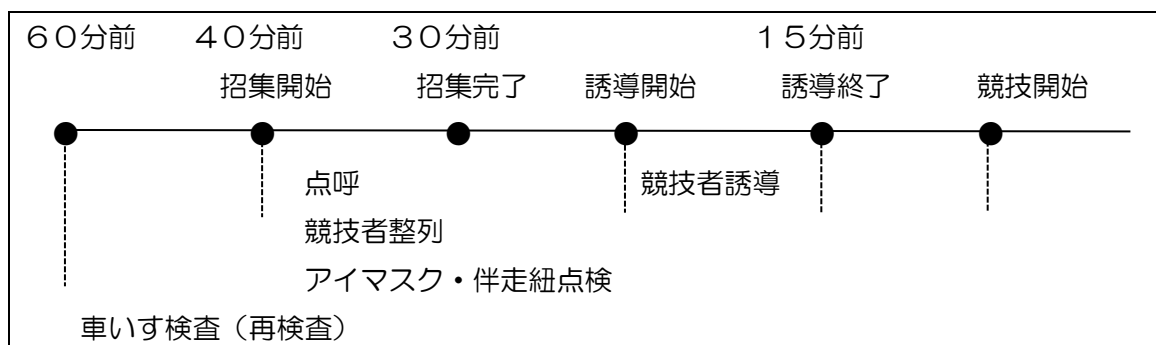 ６０分前 ４０分前 ３０分前 １５分前
招集開始 招集完了 誘導開始 誘導終了 競技開始
点呼 競技者誘導
競技者整列
アイマスク・伴走紐点検
車いす検査（再検査）